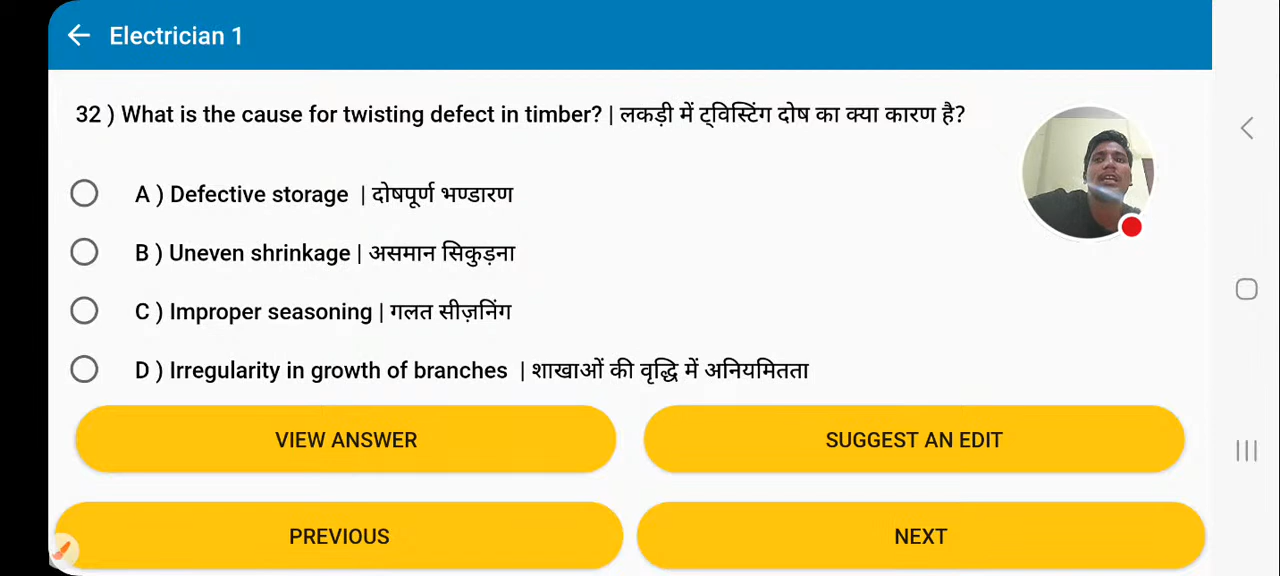 Electrician 1
32 ) What is the cause for twisting defect in timber? | लकड़ी में ट्विस्टिंग दोष का क्या कारण है?
A ) Defective storage | दोषपूर्ण भण्डारण
B ) Uneven shrinkage | असमान सिकुड़ना
C ) Improper seasoning | गलत सीज़निंग
D ) Irregularity in growth of branches | शाखाओं की वृद्धि में अनियमितता
VIEW ANSWER
SUGGEST AN EDIT
PREVIOUS
NEXT